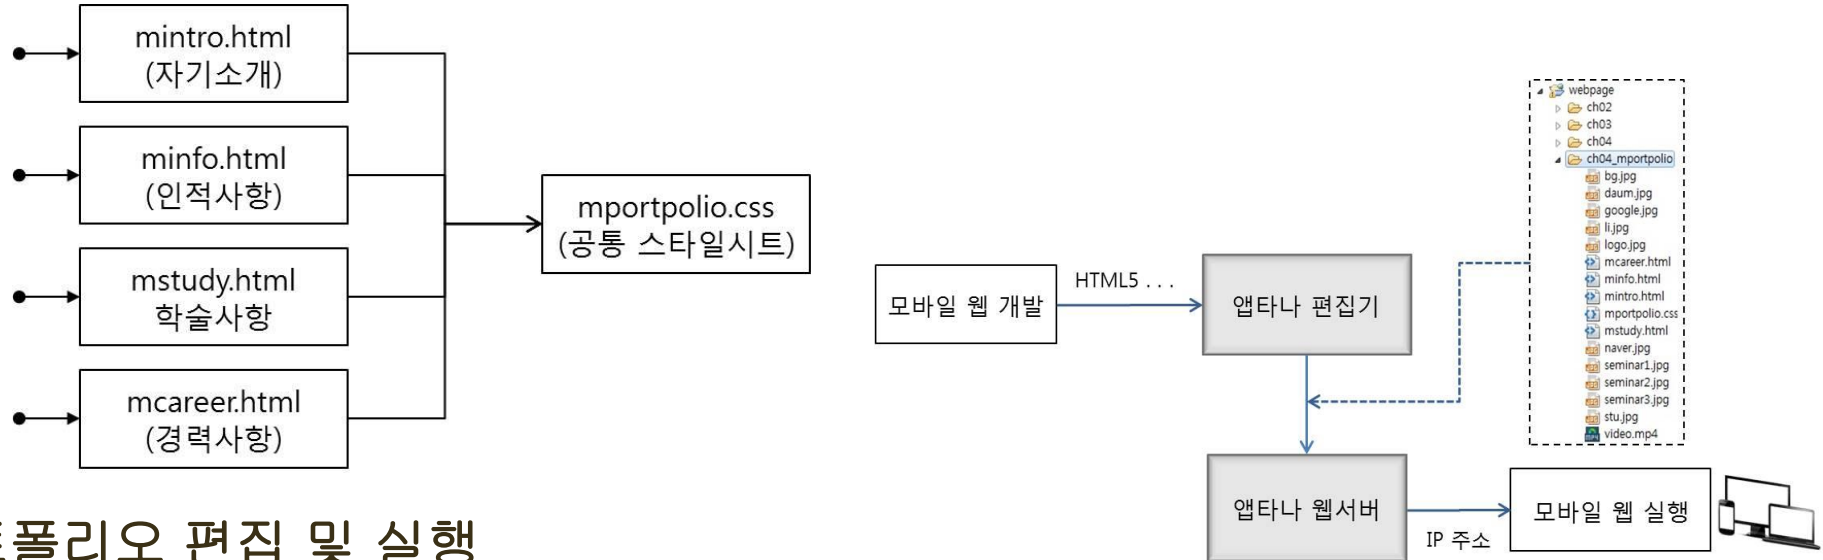 mintro.html
(자기소개)
minfo.html
(인적사항)
mstudy.html
학술사항
mcareer.html
(경력사항)
mportpolio.css
(공통 스타일시트)
모바일 웹 개발
HTML5 . . .
앱타나 편집기
webpage
ch02
ch03
ch04
ch04_mportpolio
bg.jpg
daum.jpg
google.jpg
li.jpg
logo.jpg
mcareer.html
minfo.html
mintro.html
mportpolio.css
mstudy.html
naver.jpg
seminar1.jpg
seminar2.jpg
seminar3.jpg
stu.jpg
video.mp4
앱타나 웹서버
IP 주소
모바일 웹 실행
편집 및 실행